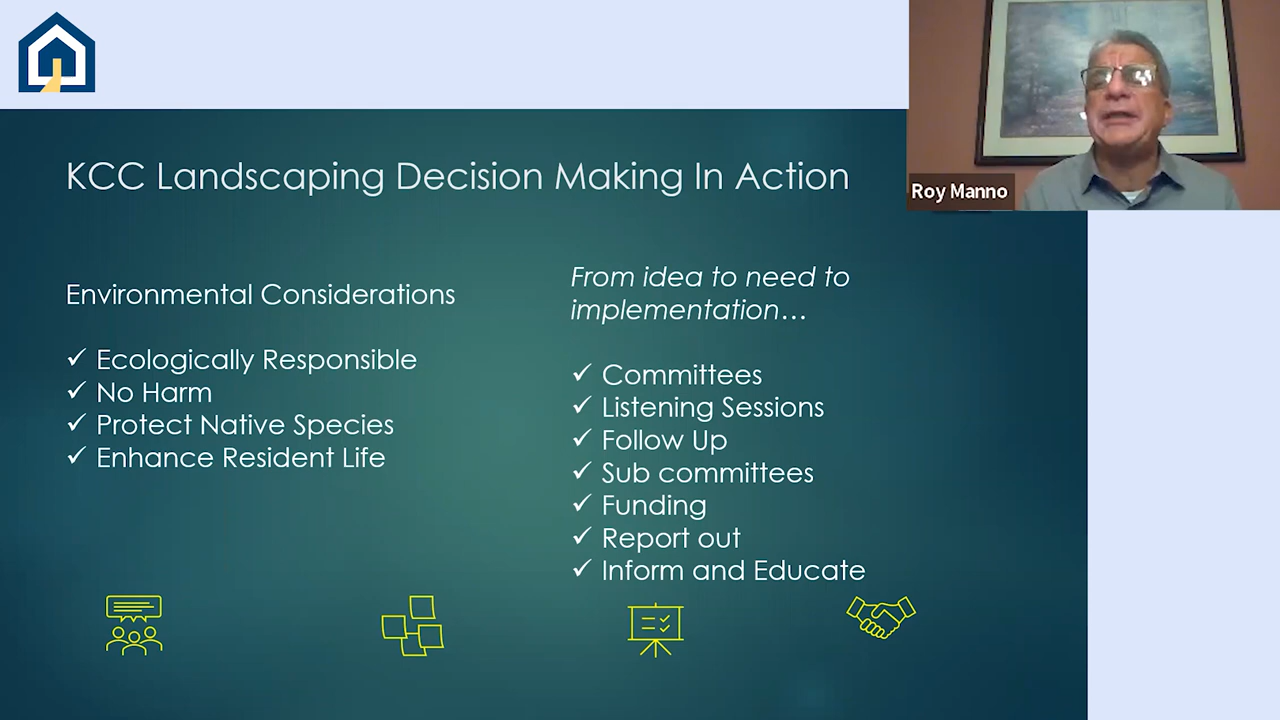 KCC Landscaping Decision Making In Action
Roy Manno
Environmental Considerations
✓ Ecologically Responsible
✓ No Harm
✓ Protect Native Species
✓ Enhance Resident Life
From idea to need to
implementation…
✓ Committees
✓ Listening Sessions
✓ Follow Up
✓ Sub committees
✓ Funding
✓ Report out
✓ Inform and Educate